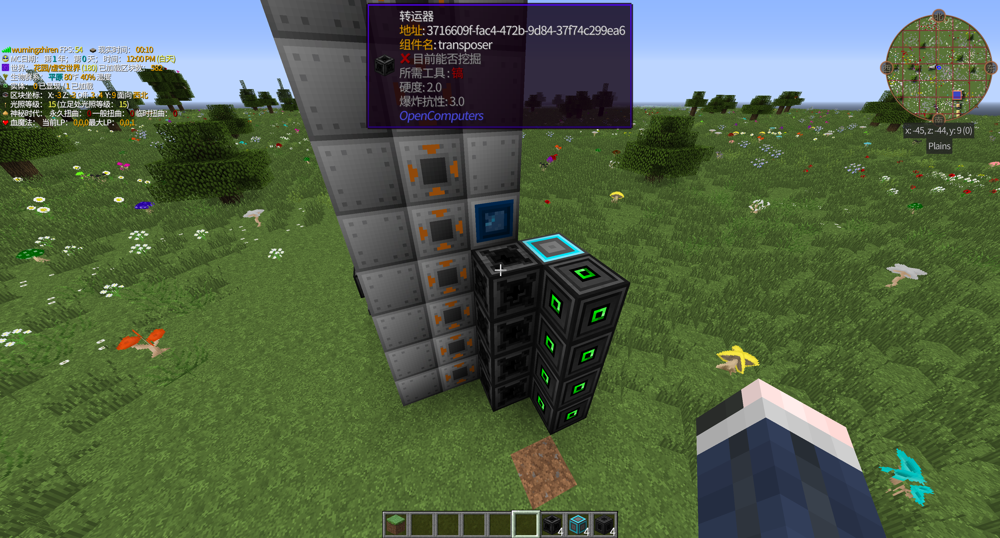 转运器
地址: 3716609f-fac4-472b-9d84-37f74c299ea6
组件名: transposer
目前能否挖掘
所需工具: 镐
硬度: 2.0
爆炸抗性: 3.0
OpenComputers
wumingzhiren FPS: 54 现实时间: 00:10
MC日期: 第1年; 第0天; 时间: 12:00 PM (白天)
世界: 花园/虚空世界 (180) 已加载区块数: 582
生物群系: 平原 80°F 40% 湿度
实体: 0 已显现 / 1 已加载
区块坐标: X: -3 Z: -3 Off: 3 : 4 Y: 9 面向 西北
光照等级: 15 (立足处光照等级: 15)
神秘时代: 永久扭曲: 0 一般扭曲: 0 临时扭曲: 0
血魔法: 当前LP: 0,0,0最大LP: 0,0,1
北
西
东
南
x: -45, z: -44, y: 9 (0)
Plains
4
4
4